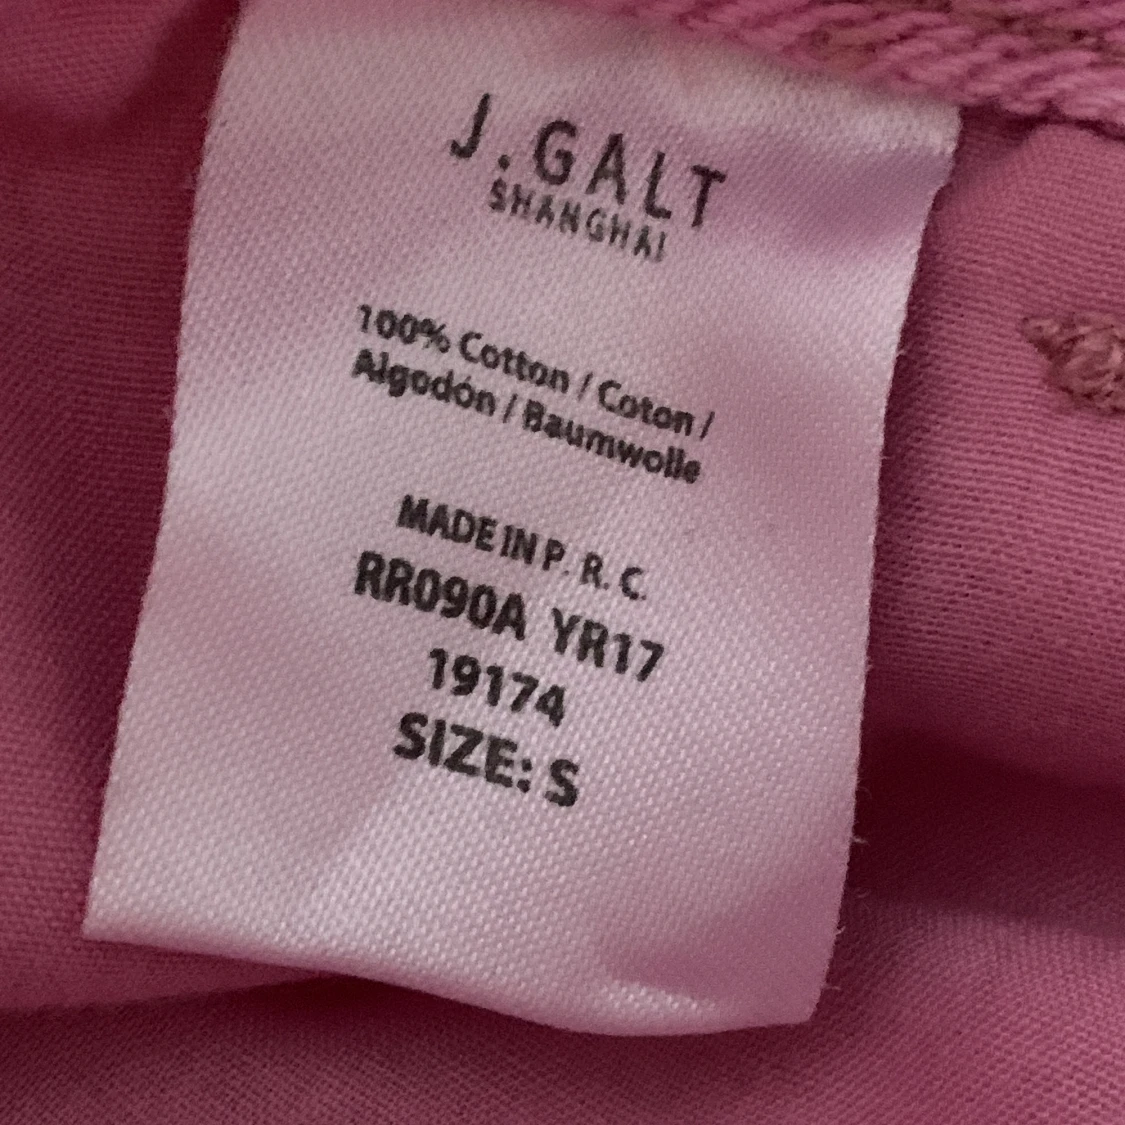 J.GALT
SHANGHAI
100% Cotton / Coton /
Algodón / Baumwolle
MADE IN P. R. C.
RR090A YR17
19174
SIZE: S